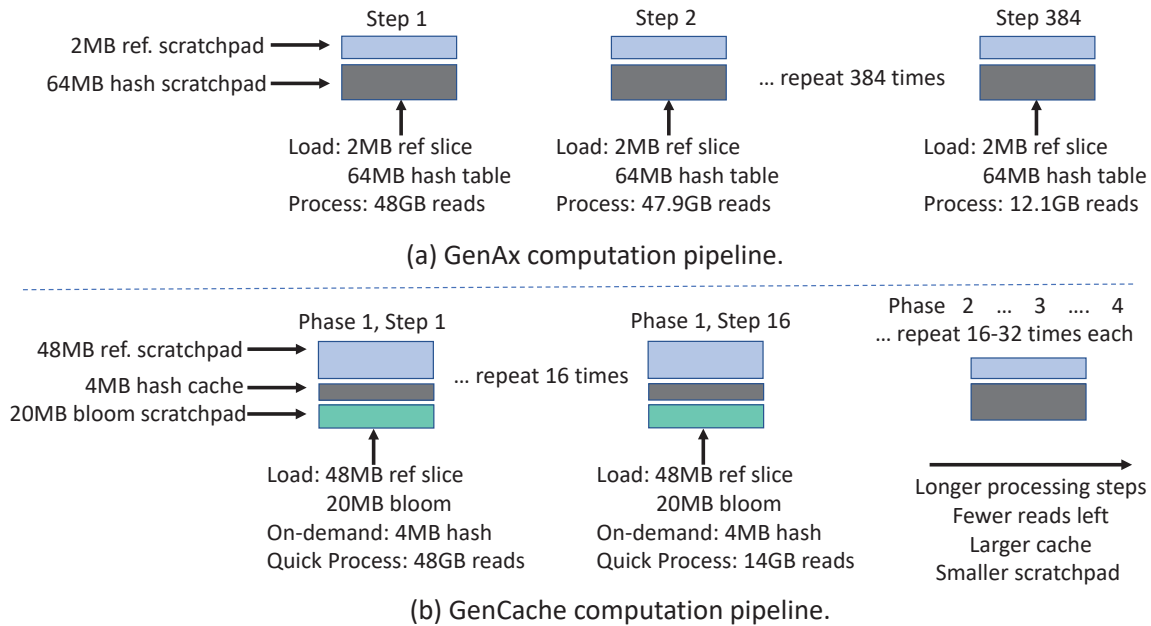 Step 1
Step 2
Step 384
2MB ref. scratchpad
64MB hash scratchpad
... repeat 384 times
Load: 2MB ref slice
64MB hash table
Process: 48GB reads
Load: 2MB ref slice
64MB hash table
Process: 47.9GB reads
Load: 2MB ref slice
64MB hash table
Process: 12.1GB reads
(a) GenAx computation pipeline.
Phase 1, Step 1
Phase 1, Step 16
Phase 2 ... 3 .... 4
... repeat 16-32 times each
48MB ref. scratchpad
4MB hash cache
20MB bloom scratchpad
... repeat 16 times
Load: 48MB ref slice
20MB bloom
On-demand: 4MB hash
Quick Process: 48GB reads
Load: 48MB ref slice
20MB bloom
On-demand: 4MB hash
Quick Process: 14GB reads
Longer processing steps
Fewer reads left
Larger cache
Smaller scratchpad
(b) GenCache computation pipeline.